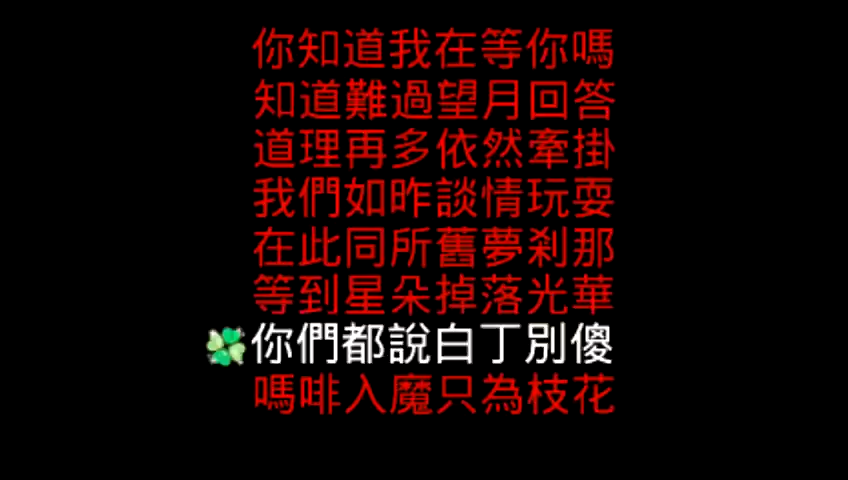 你知道我在等你嗎
知道難過望月回答
道理再多依然牽掛
我們如昨談情玩耍
在此同所舊夢剎那
等到星朵掉落光華
你們都說白丁別傻
嗎啡入魔只為枝花